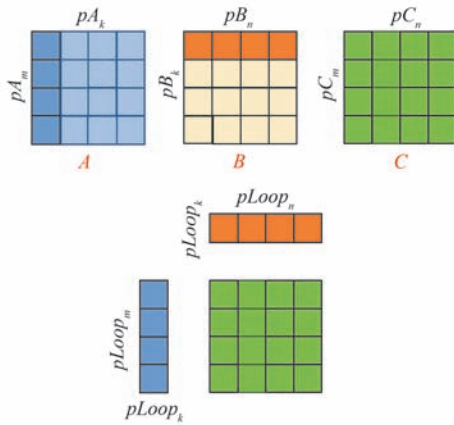 pA_k pB_n pC_n
pA_m pB_k pC_m
A B C
pLoop_n
pLoop_k
pLoop_m
pLoop_k